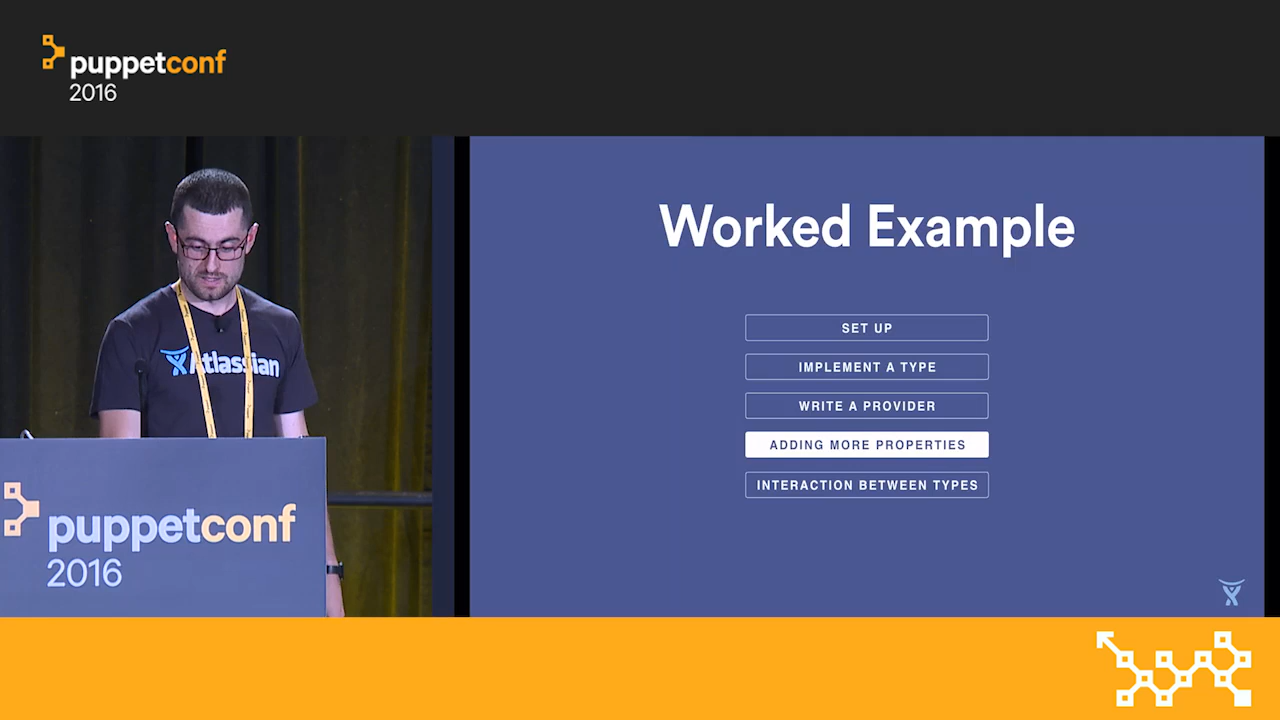 puppetconf
2016
Atlassian
puppetconf
2016
Worked Example
SET UP
IMPLEMENT A TYPE
WRITE A PROVIDER
ADDING MORE PROPERTIES
INTERACTION BETWEEN TYPES